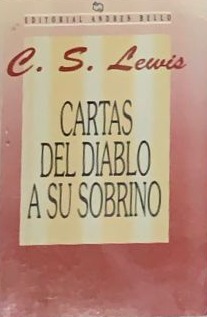 EDITORIAL ANDRES BELLO
C. S. Lewis
CARTAS
DEL DIABLO
A SU SOBRINO